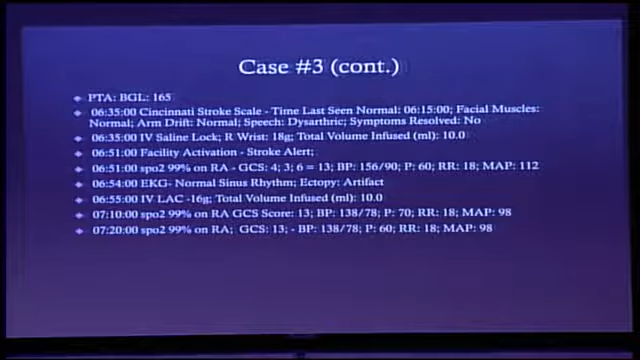 Case #3 (cont.)
PTA: BGL: 165
06:35:00 Cincinnati Stroke Scale - Time Last Seen Normal: 06:15:00; Facial Muscles:
Normal; Arm Drift: Normal; Speech: Dysarthric; Symptoms Resolved: No
06:35:00 IV Saline Lock; R Wrist: 18g; Total Volume Infused (ml): 10.0
06:51:00 Facility Activation - Stroke Alert;
06:51:00 spo2 99% on RA - GCS: 4; 3; 6 = 13; BP: 156/90; P: 60; RR: 18; MAP: 112
06:54:00 EKG- Normal Sinus Rhythm; Ectopy: Artifact
06:55:00 IV LAC -16g; Total Volume Infused (ml): 10.0
07:10:00 spo2 99% on RA GCS Score: 13; BP: 138/78; P: 70; RR: 18; MAP: 98
07:20:00 spo2 99% on RA; GCS: 13; - BP: 138/78; P: 60; RR: 18; MAP: 98